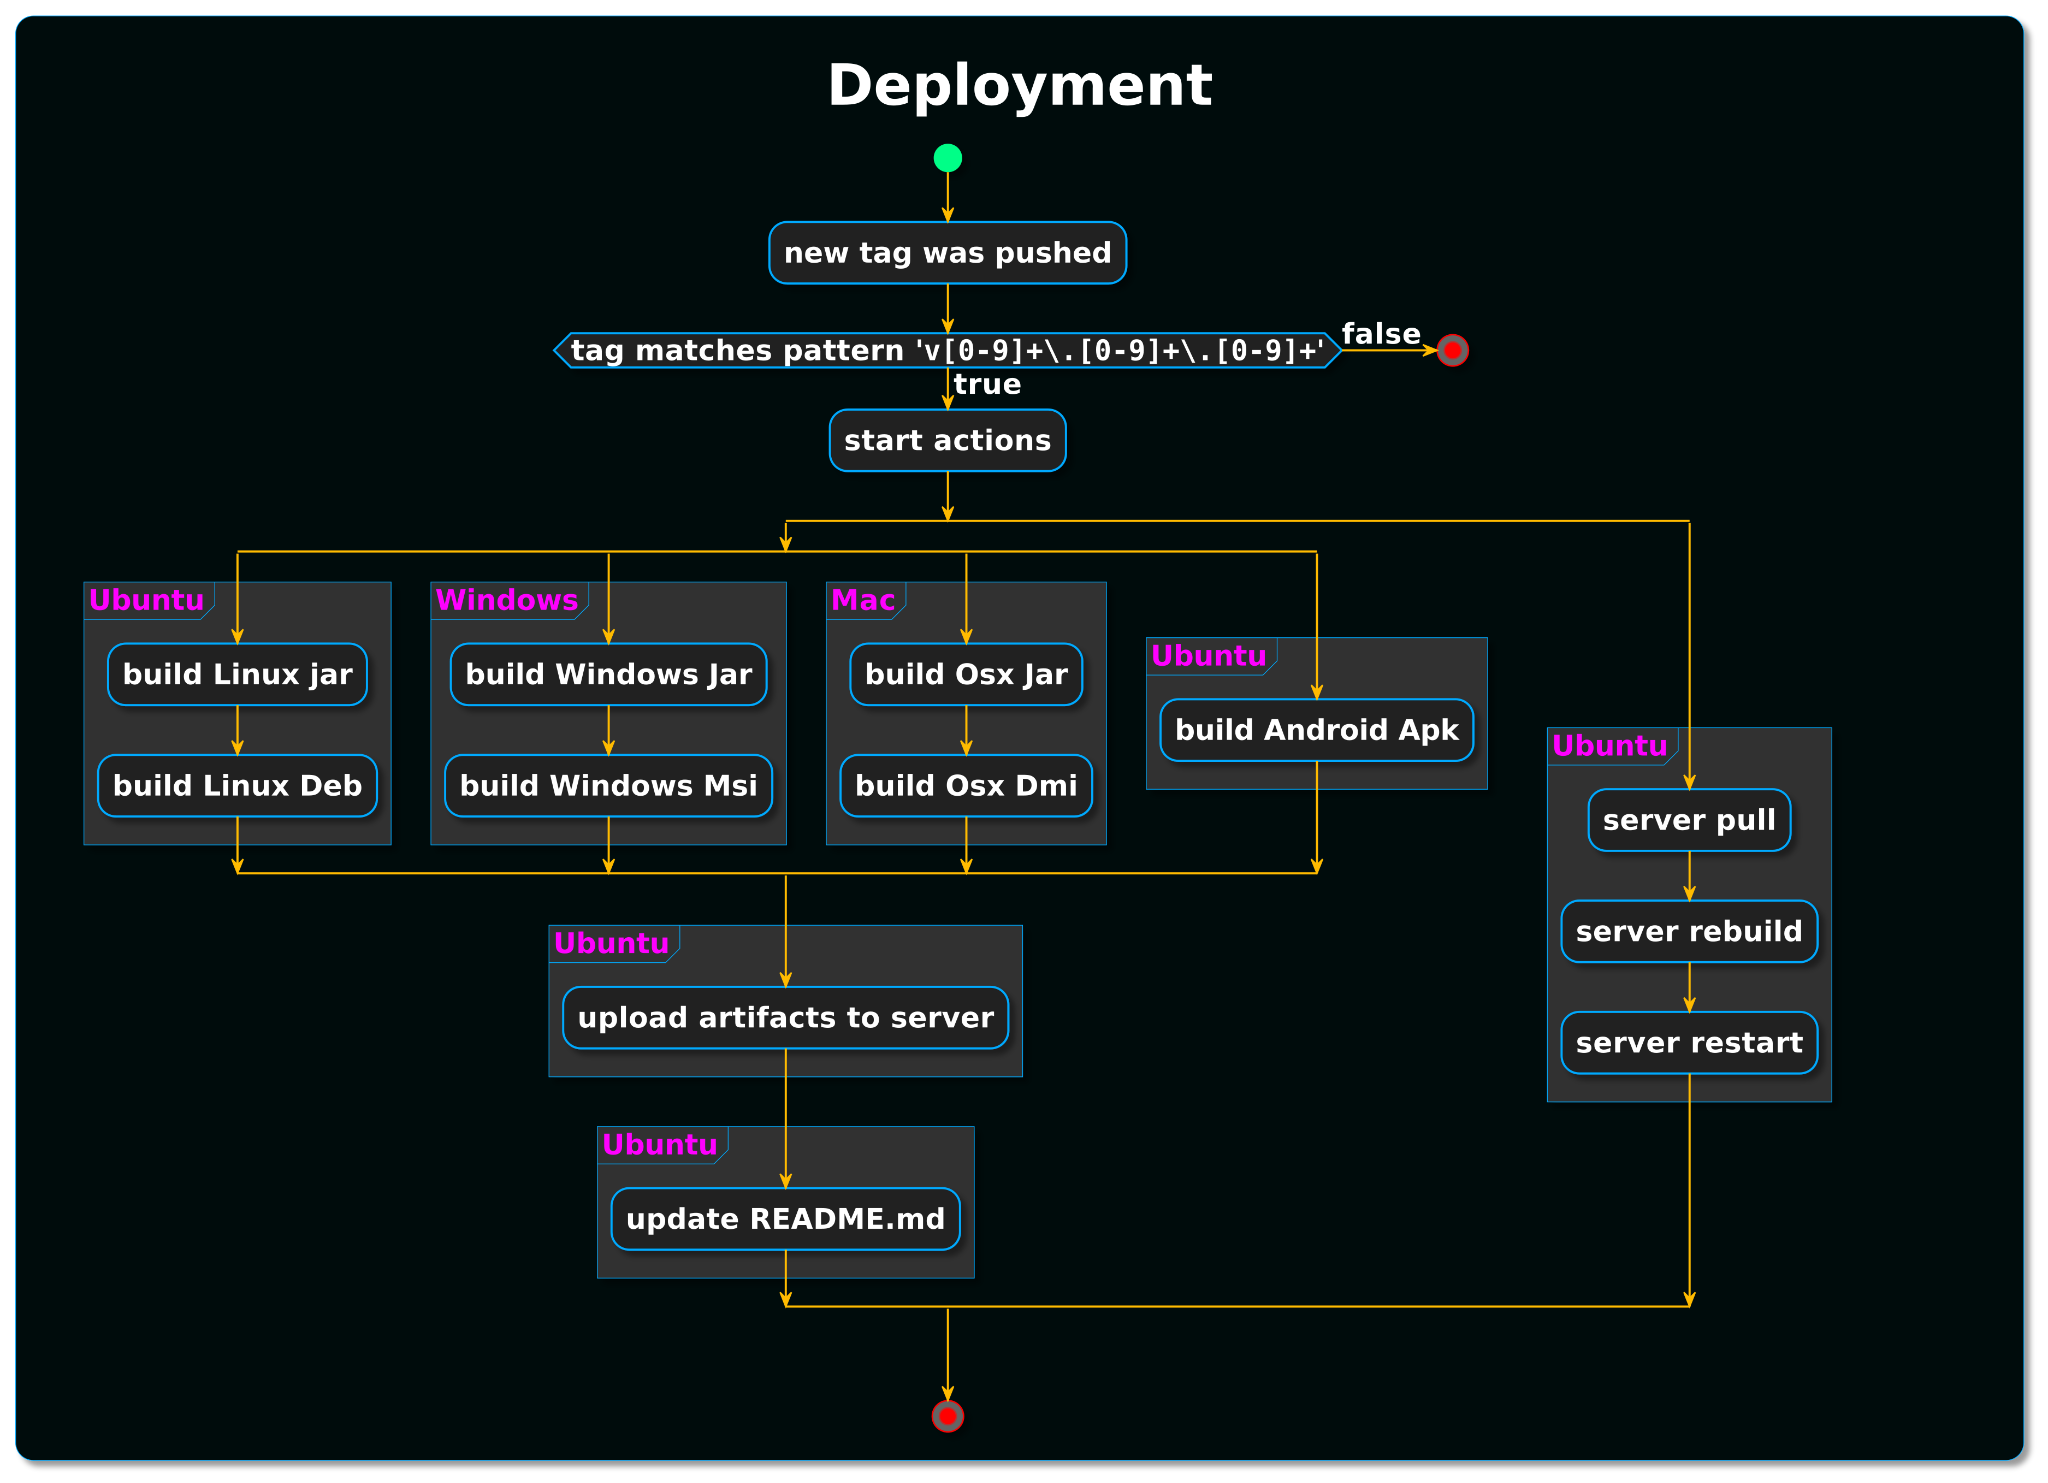 Deployment
new tag was pushed
tag matches pattern 'v[0-9]+\.[0-9]+\.[0-9]+'
false
true
start actions
Ubuntu
build Linux jar
build Linux Deb
Windows
build Windows Jar
build Windows Msi
Mac
build Osx Jar
build Osx Dmi
Ubuntu
build Android Apk
Ubuntu
upload artifacts to server
Ubuntu
update README.md
Ubuntu
server pull
server rebuild
server restart